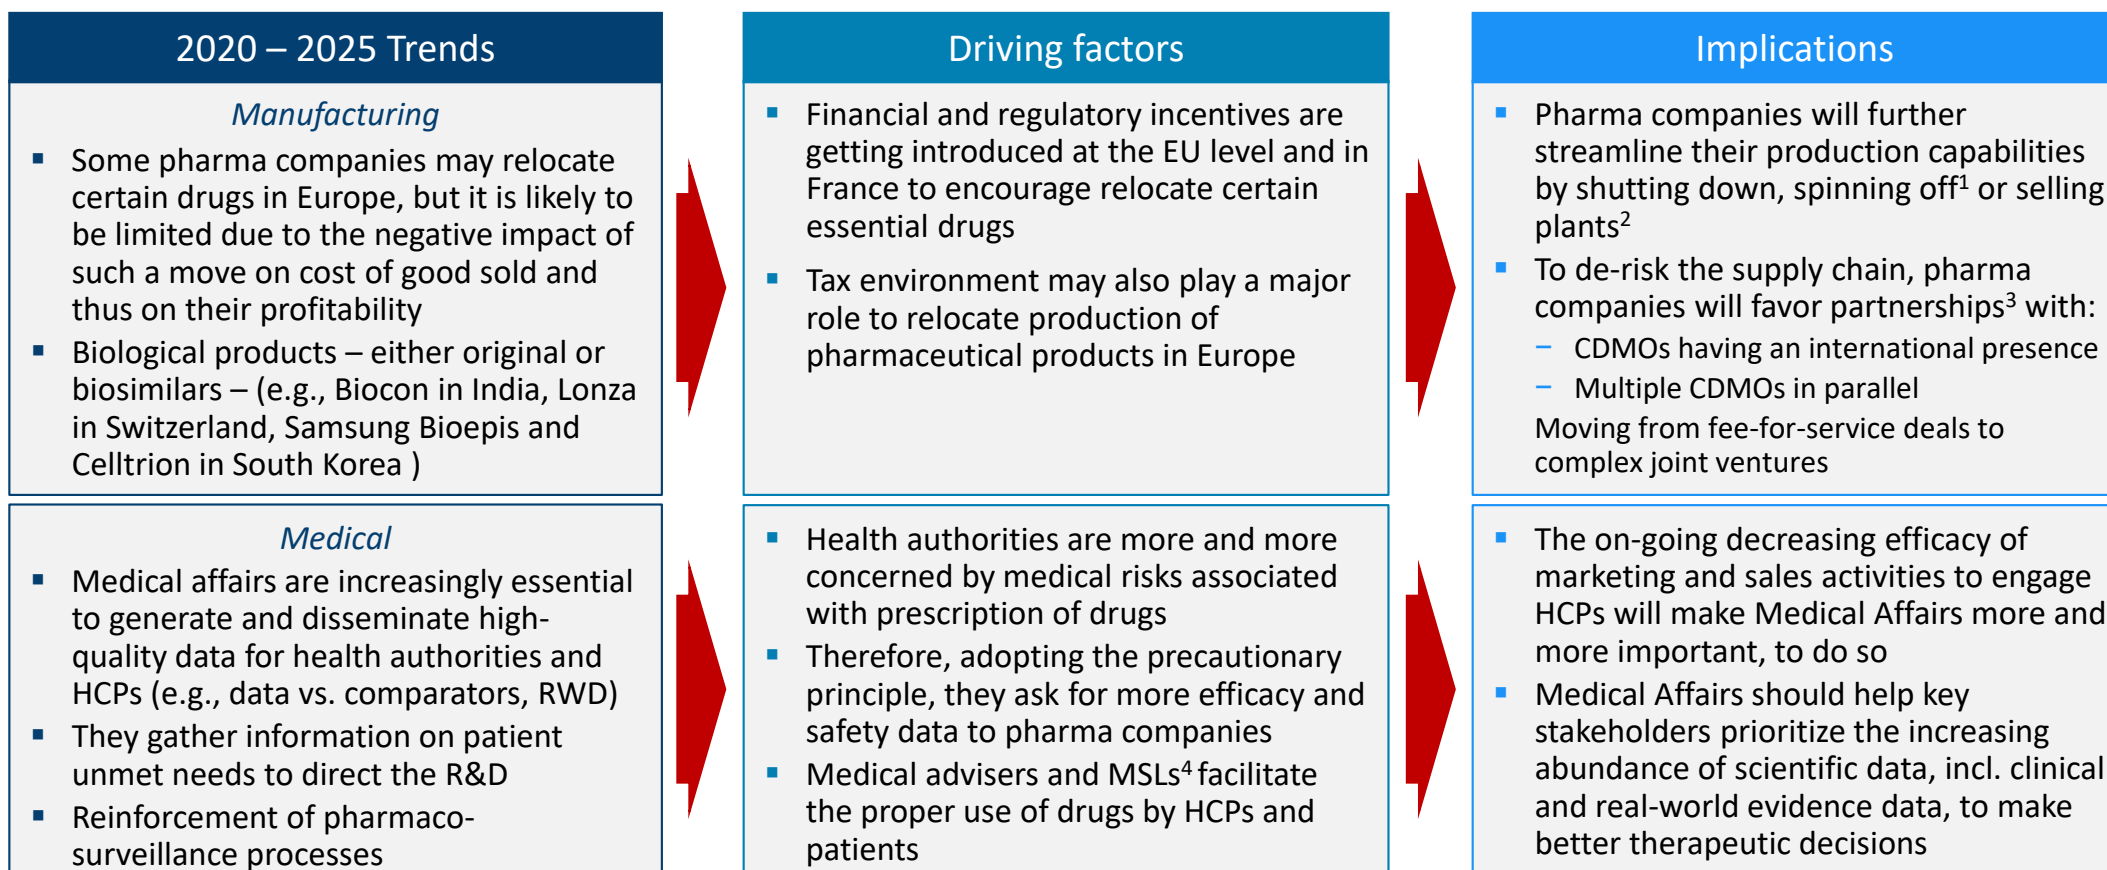 2020 – 2025 Trends
Manufacturing
▪ Some pharma companies may relocate
certain drugs in Europe, but it is likely to
be limited due to the negative impact of
such a move on cost of good sold and
thus on their profitability
▪ Biological products – either original or
biosimilars – (e.g., Biocon in India, Lonza
in Switzerland, Samsung Bioepis and
Celltrion in South Korea )
Driving factors
▪ Financial and regulatory incentives are
getting introduced at the EU level and in
France to encourage relocate certain
essential drugs
▪ Tax environment may also play a major
role to relocate production of
pharmaceutical products in Europe
Implications
▪ Pharma companies will further
streamline their production capabilities
by shutting down, spinning off¹ or selling
plants²
▪ To de-risk the supply chain, pharma
companies will favor partnerships³ with:
– CDMOs having an international presence
– Multiple CDMOs in parallel
Moving from fee-for-service deals to
complex joint ventures
Medical
▪ Medical affairs are increasingly essential
to generate and disseminate high-
quality data for health authorities and
HCPs (e.g., data vs. comparators, RWD)
▪ They gather information on patient
unmet needs to direct the R&D
▪ Reinforcement of pharmaco-
surveillance processes
▪ Health authorities are more and more
concerned by medical risks associated
with prescription of drugs
▪ Therefore, adopting the precautionary
principle, they ask for more efficacy and
safety data to pharma companies
▪ Medical advisers and MSLs⁴ facilitate
the proper use of drugs by HCPs and
patients
▪ The on-going decreasing efficacy of
marketing and sales activities to engage
HCPs will make Medical Affairs more and
more important, to do so
▪ Medical Affairs should help key
stakeholders prioritize the increasing
abundance of scientific data, incl. clinical
and real-world evidence data, to make
better therapeutic decisions